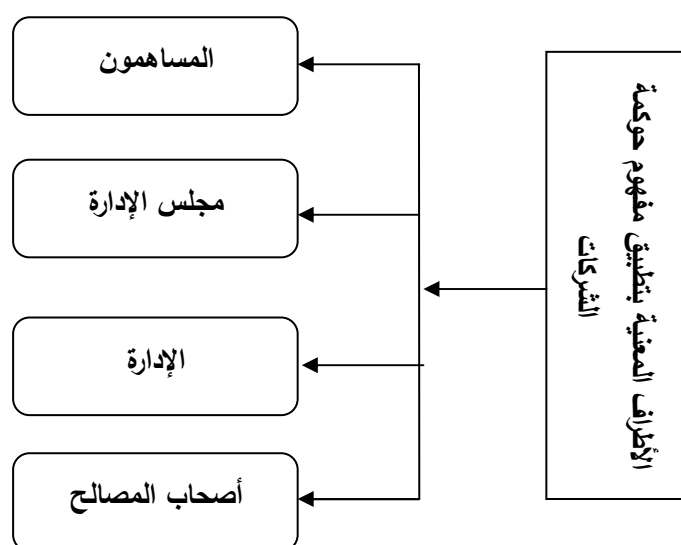 الأطراف المعنية بتطبيق مفهوم حوكمة
الشركات
المساهمون
مجلس الإدارة
الإدارة
أصحاب المصالح